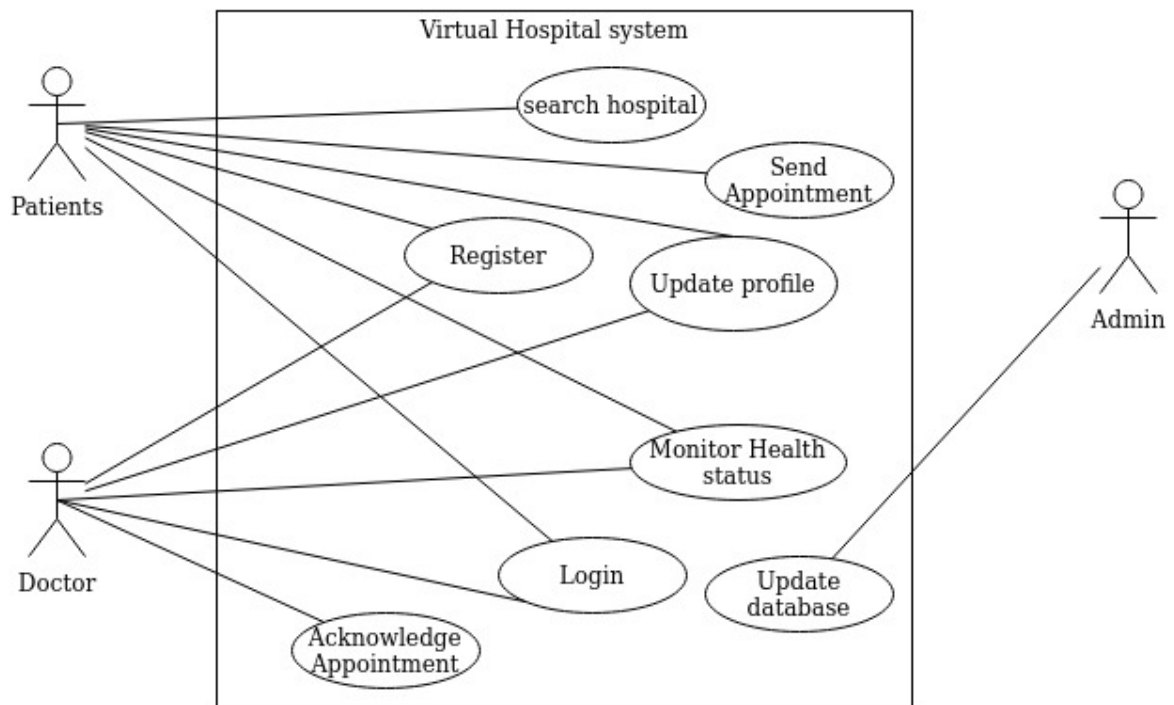 Virtual Hospital system
search hospital
Send
Appointment
Patients
Register
Update profile
Admin
Monitor Health
status
Doctor
Login
Update
database
Acknowledge
Appointment